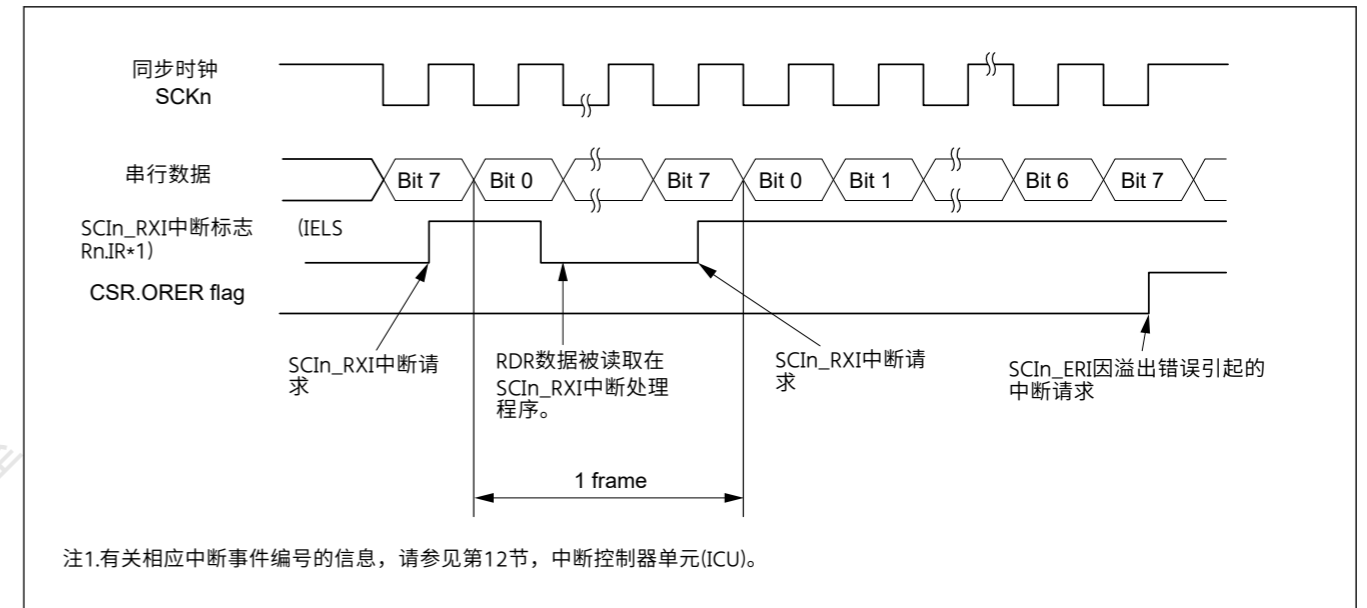 同步时钟
SCKn
串行数据
Bit 7
Bit 0
Bit 7
Bit 0
Bit 1
Bit 6
Bit 7
SCIn_RXI中断标志 (IELS
Rn.IR*1)
CSR.ORER flag
SCIn_RXI中断请
求
RDR数据被读取在
SCIn_RXI中断处理
程序。
SCIn_RXI中断请
求
SCIn_ERI因溢出错误引起的
中断请求
1 frame
注1.有关相应中断事件编号的信息，请参见第12节，中断控制器单元(ICU)。